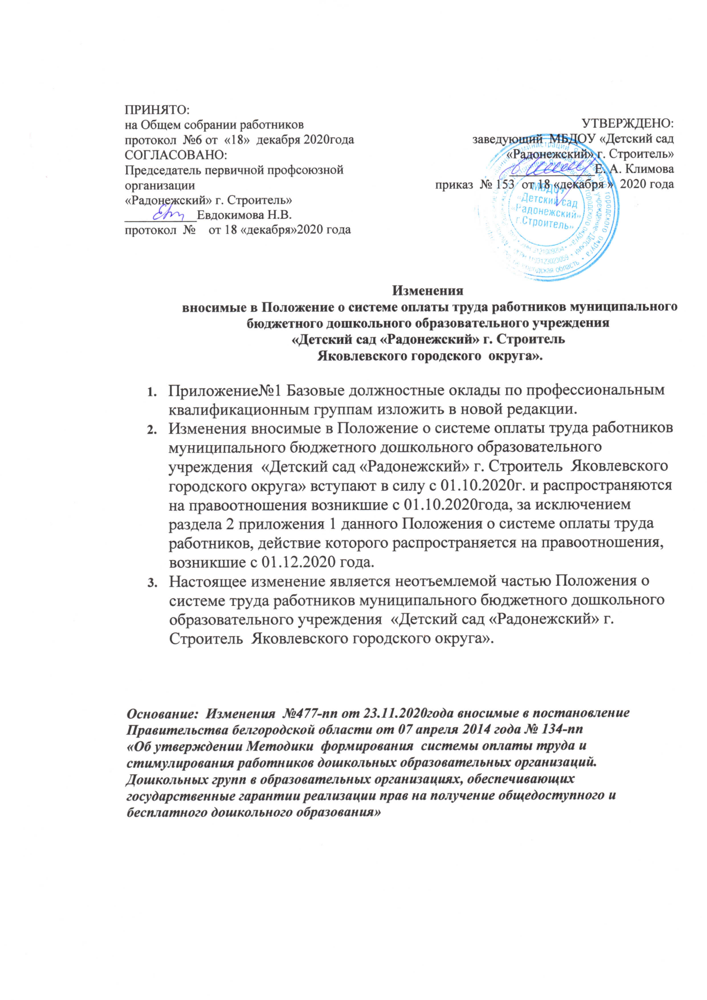 ПРИНЯТО:
на Общем собрании работников
протокол №6 от «18» декабря 2020года
СОГЛАСОВАНО:
Председатель первичной профсоюзной
организации
«Радонежский» г. Строитель»
___________Евдокимова Н.В.
протокол № от 18 «декабря»2020 года
УТВЕРЖДЕНО:
заведующий МБДОУ «Детский сад
«Радонежский» г. Строитель»
_____________Е. А. Климова
приказ № 153 от 18 «декабря » 2020 года
МБДОУ
«Детский сад
«Радонежский»
г.Строитель»
Изменения
вносимые в Положение о системе оплаты труда работников муниципального
бюджетного дошкольного образовательного учреждения
«Детский сад «Радонежский» г. Строитель
Яковлевского городского округа».
1. Приложение№1 Базовые должностные оклады по профессиональным
квалификационным группам изложить в новой редакции.
2. Изменения вносимые в Положение о системе оплаты труда работников
муниципального бюджетного дошкольного образовательного
учреждения «Детский сад «Радонежский» г. Строитель Яковлевского
городского округа» вступают в силу с 01.10.2020г. и распространяются
на правоотношения возникшие с 01.10.2020года, за исключением
раздела 2 приложения 1 данного Положения о системе оплаты труда
работников, действие которого распространяется на правоотношения,
возникшие с 01.12.2020 года.
3. Настоящее изменение является неотъемлемой частью Положения о
системе труда работников муниципального бюджетного дошкольного
образовательного учреждения «Детский сад «Радонежский» г.
Строитель Яковлевского городского округа».
Основание: Изменения №477-пп от 23.11.2020года вносимые в постановление
Правительства белгородской области от 07 апреля 2014 года № 134-пп
«Об утверждении Методики формирования системы оплаты труда и
стимулирования работников дошкольных образовательных организаций.
Дошкольных групп в образовательных организациях, обеспечивающих
государственные гарантии реализации прав на получение общедоступного и
бесплатного дошкольного образования»